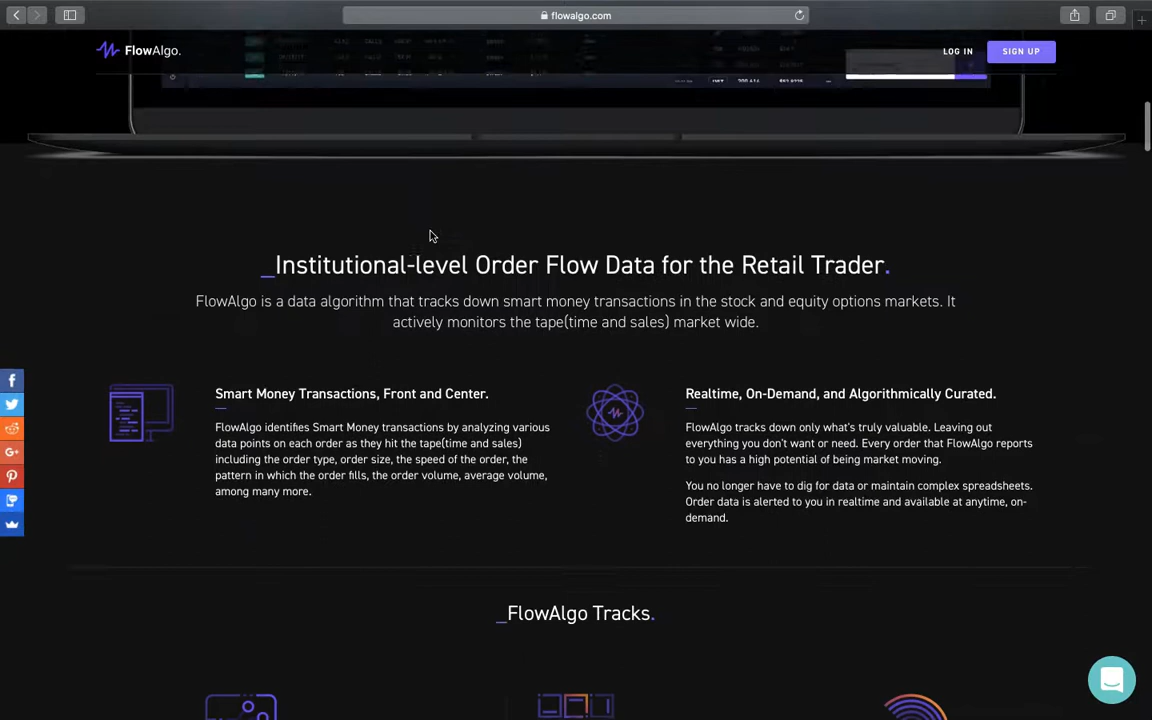 flowalgo.com
FlowAlgo.
LOG IN
SIGN UP
_Institutional-level Order Flow Data for the Retail Trader.
FlowAlgo is a data algorithm that tracks down smart money transactions in the stock and equity options markets. It
actively monitors the tape(time and sales) market wide.
Smart Money Transactions, Front and Center.
FlowAlgo identifies Smart Money transactions by analyzing various
data points on each order as they hit the tape(time and sales)
including the order type, order size, the speed of the order, the
pattern in which the order fills, the order volume, average volume,
among many more.
Realtime, On-Demand, and Algorithmically Curated.
FlowAlgo tracks down only what's truly valuable. Leaving out
everything you don't want or need. Every order that FlowAlgo reports
to you has a high potential of being market moving.
You no longer have to dig for data or maintain complex spreadsheets.
Order data is alerted to you in realtime and available at anytime, on-
demand.
_FlowAlgo Tracks.